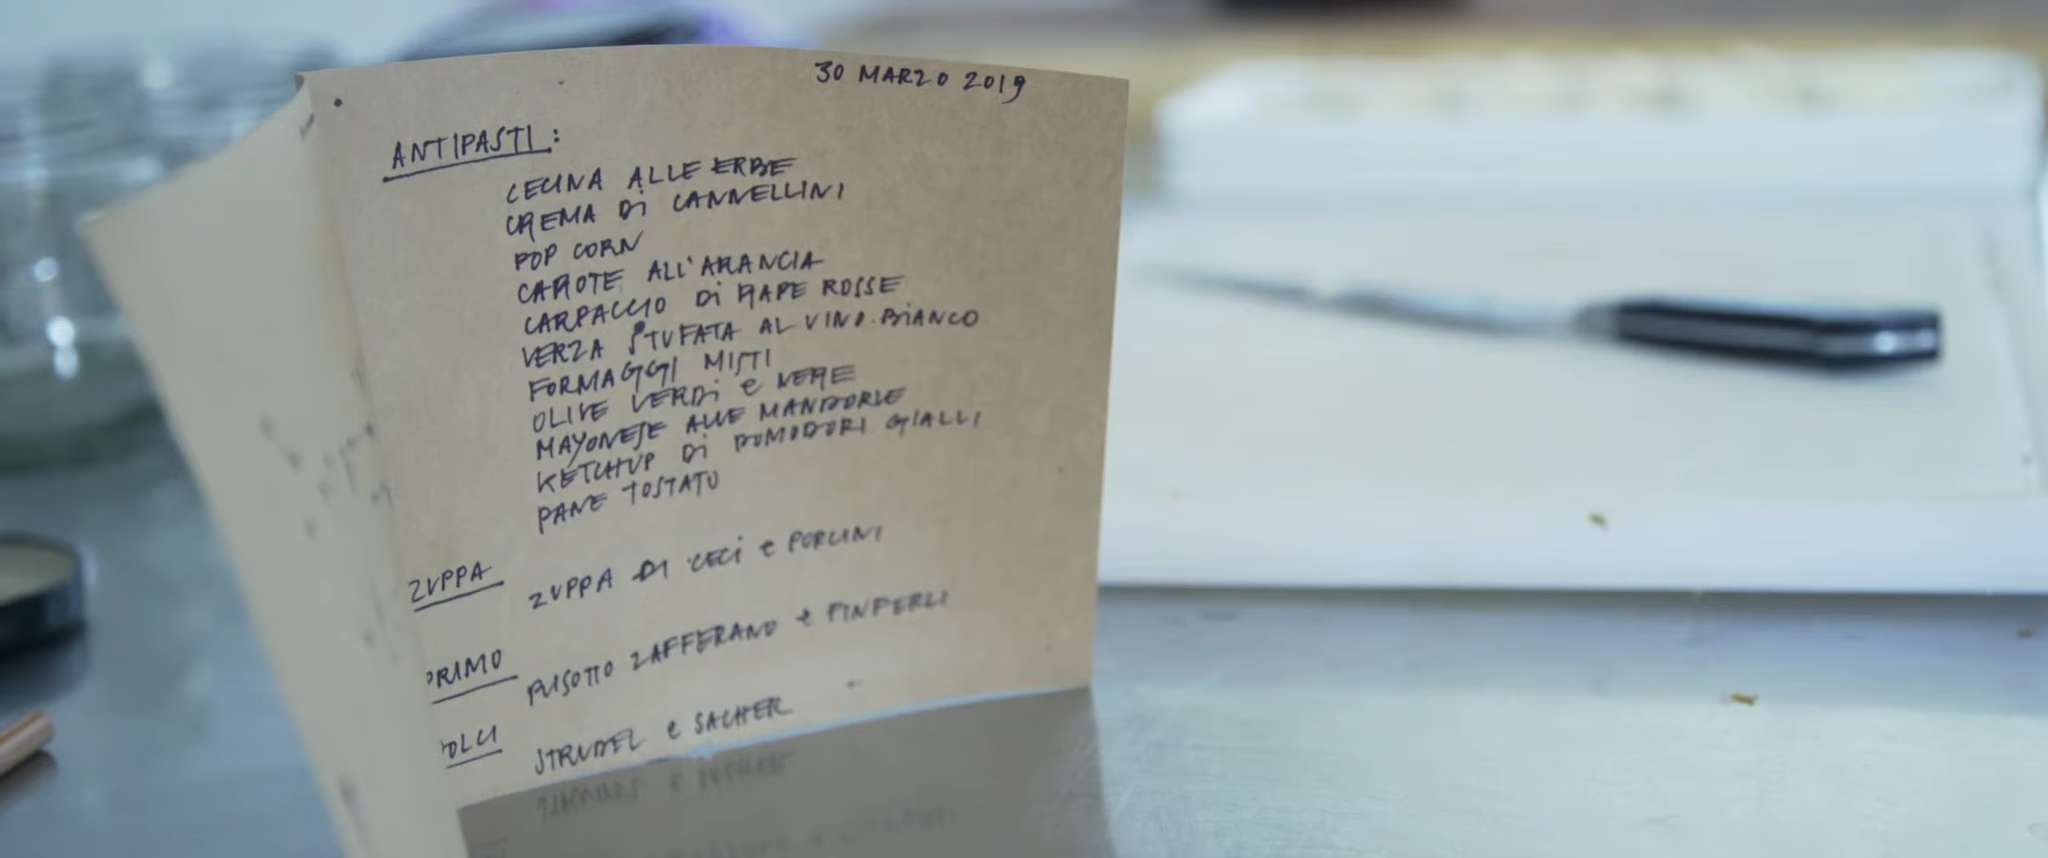 30 MARZO 2019
ANTIPASTI:
CECINA ALLE ERBE
CREMA Di CANNELLINI
POP CORN
CAROTE ALL'ARANCIA
CARPACCIO Di RAPE ROSSE
VERZA STUFATA AL VINO BIANCO
FORMAGGI MISTI
OLIVE VERDi e NERE
MAYONESE ALLE MANDORLE
KETCHUP Di POMODORI GIALLI
PANE TOSTATO
ZUPPA ZUPPA DI CECi e PORCINI
PRIMO RISOTTO ZAFFERANO e FINFERLI
DOLCI STRUDEL e SACHER